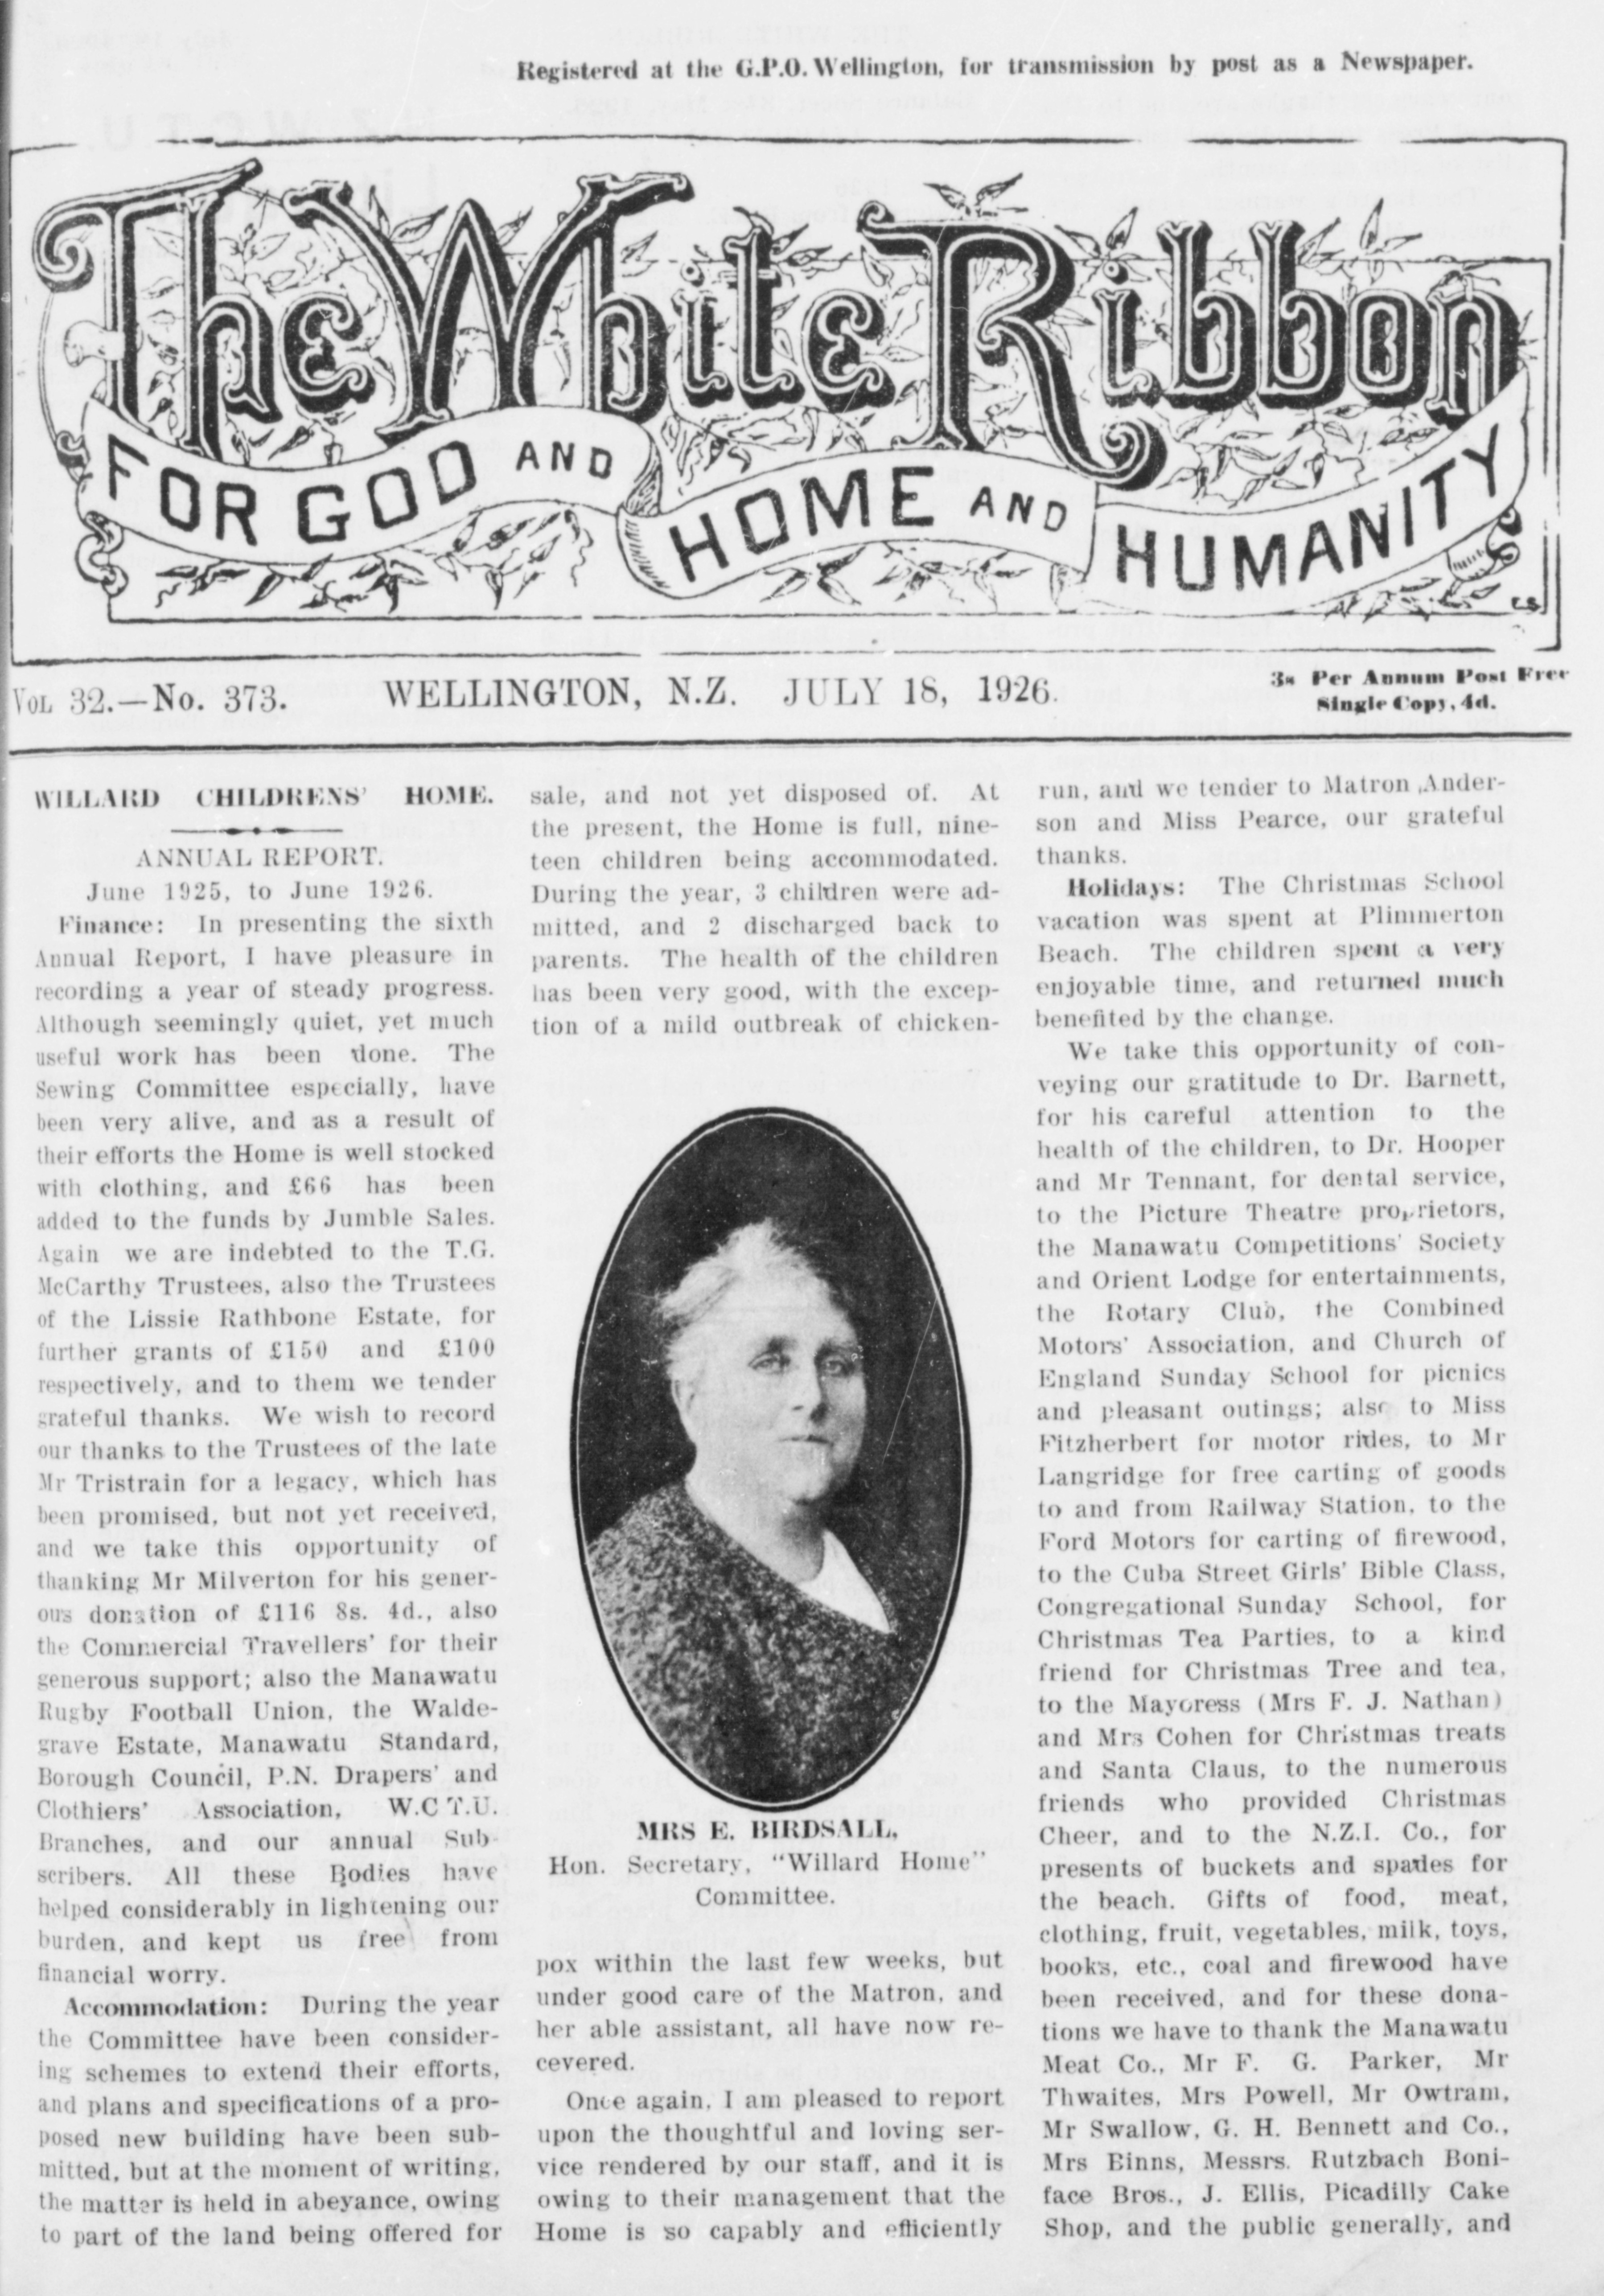 Registered at the G.P.O. Wellington, for transmission by post as a Newspaper.
The White Ribbon
FOR GOD AND HOME AND HUMANITY
VOL 32.—No. 373. WELLINGTON, N.Z. JULY 18, 1926.
3s Per Annum Post Free
Single Copy, 4d.
WILLARD CHILDRENS' HOME.
ANNUAL REPORT.
June 1925, to June 1926.
Finance: In presenting the sixth
Annual Report, I have pleasure in
recording a year of steady progress.
Although seemingly quiet, yet much
useful work has been done. The
Sewing Committee especially, have
been very alive, and as a result of
their efforts the Home is well stocked
with clothing, and £66 has been
added to the funds by Jumble Sales.
Again we are indebted to the T.G.
McCarthy Trustees, also the Trustees
of the Lissie Rathbone Estate, for
further grants of £150 and £100
respectively, and to them we tender
grateful thanks. We wish to record
our thanks to the Trustees of the late
Mr Tristrain for a legacy, which has
been promised, but not yet received,
and we take this opportunity of
thanking Mr Milverton for his gener-
ous donation of £116 8s. 4d., also
the Commercial Travellers' for their
generous support; also the Manawatu
Rugby Football Union, the Walde-
grave Estate, Manawatu Standard,
Borough Council, P.N. Drapers' and
Clothiers' Association, W.C T.U.
Branches, and our annual Sub-
scribers. All these Bodies have
helped considerably in lightening our
burden, and kept us free from
financial worry.
Accommodation: During the year
the Committee have been consider-
ing schemes to extend their efforts,
and plans and specifications of a pro-
posed new building have been sub-
mitted, but at the moment of writing,
the matter is held in abeyance, owing
to part of the land being offered for
sale, and not yet disposed of. At
the present, the Home is full, nine-
teen children being accommodated.
During the year, 3 children were ad-
mitted, and 2 discharged back to
parents. The health of the children
has been very good, with the excep-
tion of a mild outbreak of chicken-
MRS E. BIRDSALL,
Hon. Secretary, "Willard Home"
Committee.
pox within the last few weeks, but
under good care of the Matron, and
her able assistant, all have now re-
cevered.
Once again, I am pleased to report
upon the thoughtful and loving ser-
vice rendered by our staff, and it is
owing to their management that the
Home is so capably and efficiently
run, and we tender to Matron Ander-
son and Miss Pearce, our grateful
thanks.
Holidays: The Christmas School
vacation was spent at Plimmerton
Beach. The children spent a very
enjoyable time, and returned much
benefited by the change.
We take this opportunity of con-
veying our gratitude to Dr. Barnett,
for his careful attention to the
health of the children, to Dr. Hooper
and Mr Tennant, for dental service,
to the Picture Theatre proprietors,
the Manawatu Competitions' Society
and Orient Lodge for entertainments,
the Rotary Club, the Combined
Motors' Association, and Church of
England Sunday School for picnics
and pleasant outings; also to Miss
Fitzherbert for motor rides, to Mr
Langridge for free carting of goods
to and from Railway Station, to the
Ford Motors for carting of firewood,
to the Cuba Street Girls' Bible Class,
Congregational Sunday School, for
Christmas Tea Parties, to a kind
friend for Christmas Tree and tea,
to the Mayoress (Mrs F. J. Nathan)
and Mrs Cohen for Christmas treats
and Santa Claus, to the numerous
friends who provided Christmas
Cheer, and to the N.Z.I. Co., for
presents of buckets and spades for
the beach. Gifts of food, meat,
clothing, fruit, vegetables, milk, toys,
books, etc., coal and firewood have
been received, and for these dona-
tions we have to thank the Manawatu
Meat Co., Mr F. G. Parker, Mr
Thwaites, Mrs Powell, Mr Owtram,
Mr Swallow, G. H. Bennett and Co.,
Mrs Binns, Messrs. Rutzbach Boni-
face Bros., J. Ellis, Picadilly Cake
Shop, and the public generally, and